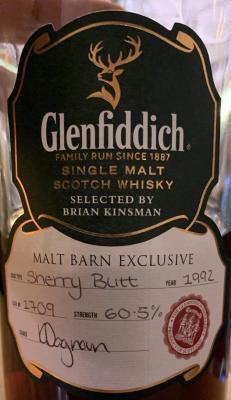 Glenfiddich
FAMILY RUN SINCE 1887
SINGLE MALT
SCOTCH WHISKY
SELECTED BY
BRIAN KINSMAN
MALT BARN EXCLUSIVE
TYPE Sherry Butt YEAR 1992
1709 STRENGTH 60.5%